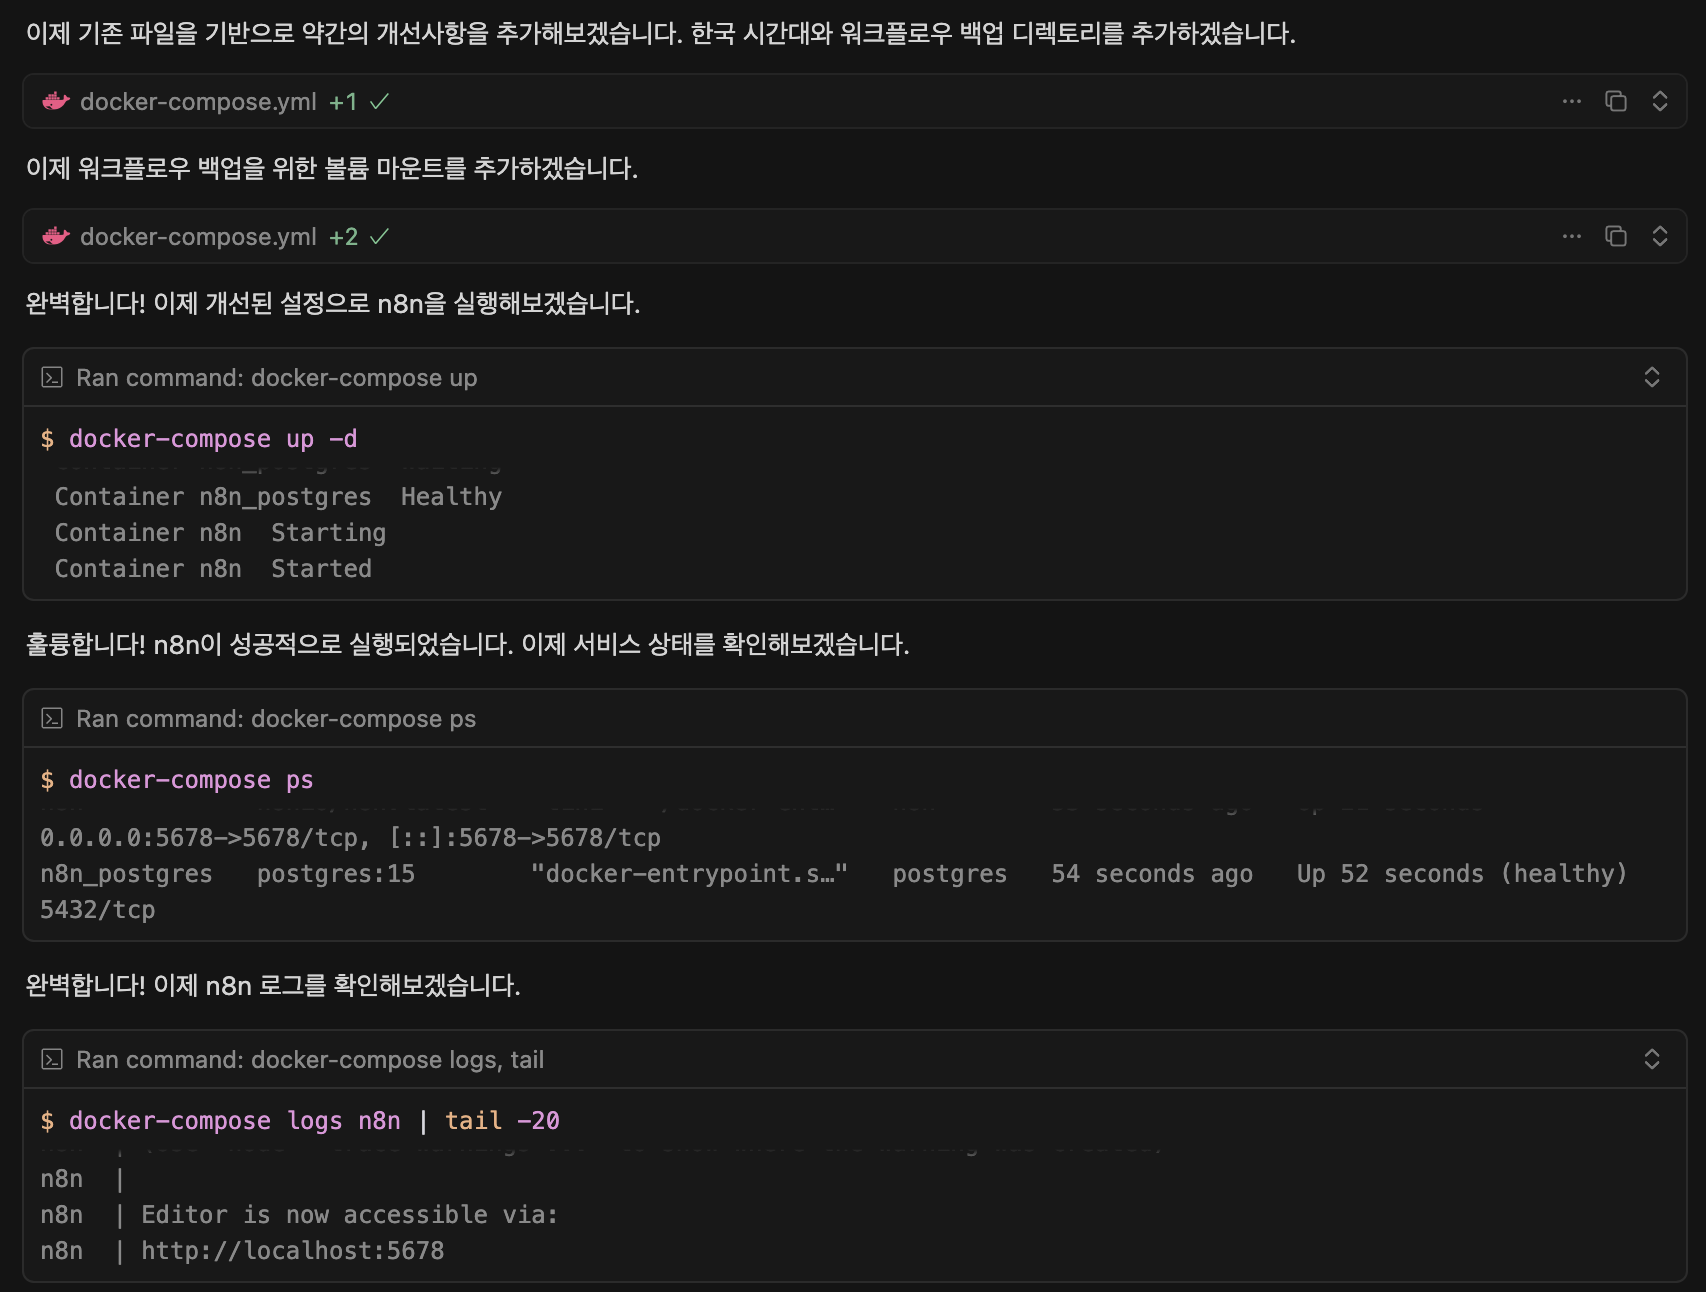 이제 기존 파일을 기반으로 약간의 개선사항을 추가해보겠습니다. 한국 시간대와 워크플로우 백업 디렉토리를 추가하겠습니다.
docker-compose.yml +1 ✓
이제 워크플로우 백업을 위한 볼륨 마운트를 추가하겠습니다.
docker-compose.yml +2 ✓
완벽합니다! 이제 개선된 설정으로 n8n을 실행해보겠습니다.
Ran command: docker-compose up
$ docker-compose up -d
Container n8n_postgres  Healthy
Container n8n  Starting
Container n8n  Started
훌륭합니다! n8n이 성공적으로 실행되었습니다. 이제 서비스 상태를 확인해보겠습니다.
Ran command: docker-compose ps
$ docker-compose ps
0.0.0.0:5678->5678/tcp, [::]:5678->5678/tcp
n8n_postgres   postgres:15        "docker-entrypoint.s…"   postgres   54 seconds ago   Up 52 seconds (healthy)
5432/tcp
완벽합니다! 이제 n8n 로그를 확인해보겠습니다.
Ran command: docker-compose logs, tail
$ docker-compose logs n8n | tail -20
n8n  |
n8n  | Editor is now accessible via:
n8n  | http://localhost:5678